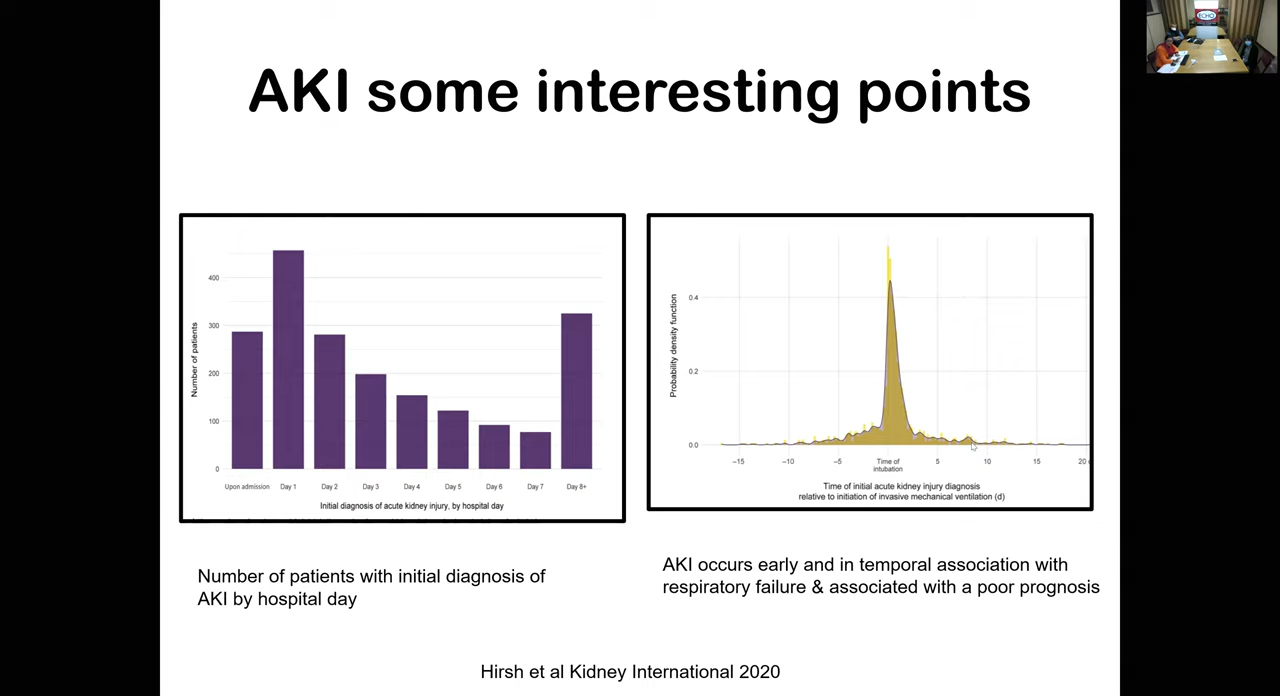 AKI some interesting points
Number of patients
400
300
200
100
0
Upon admission Day 1 Day 2 Day 3 Day 4 Day 5 Day 6 Day 7 Day 8+
Initial diagnosis of acute kidney injury, by hospital day
Probability density function
0.4
0.2
0.0
–15 –10 –5 Time of 5 10 15 20
intubation
Time of initial acute kidney injury diagnosis
relative to initiation of invasive mechanical ventilation (d)
Number of patients with initial diagnosis of
AKI by hospital day
AKI occurs early and in temporal association with
respiratory failure & associated with a poor prognosis
Hirsh et al Kidney International 2020
ECHO